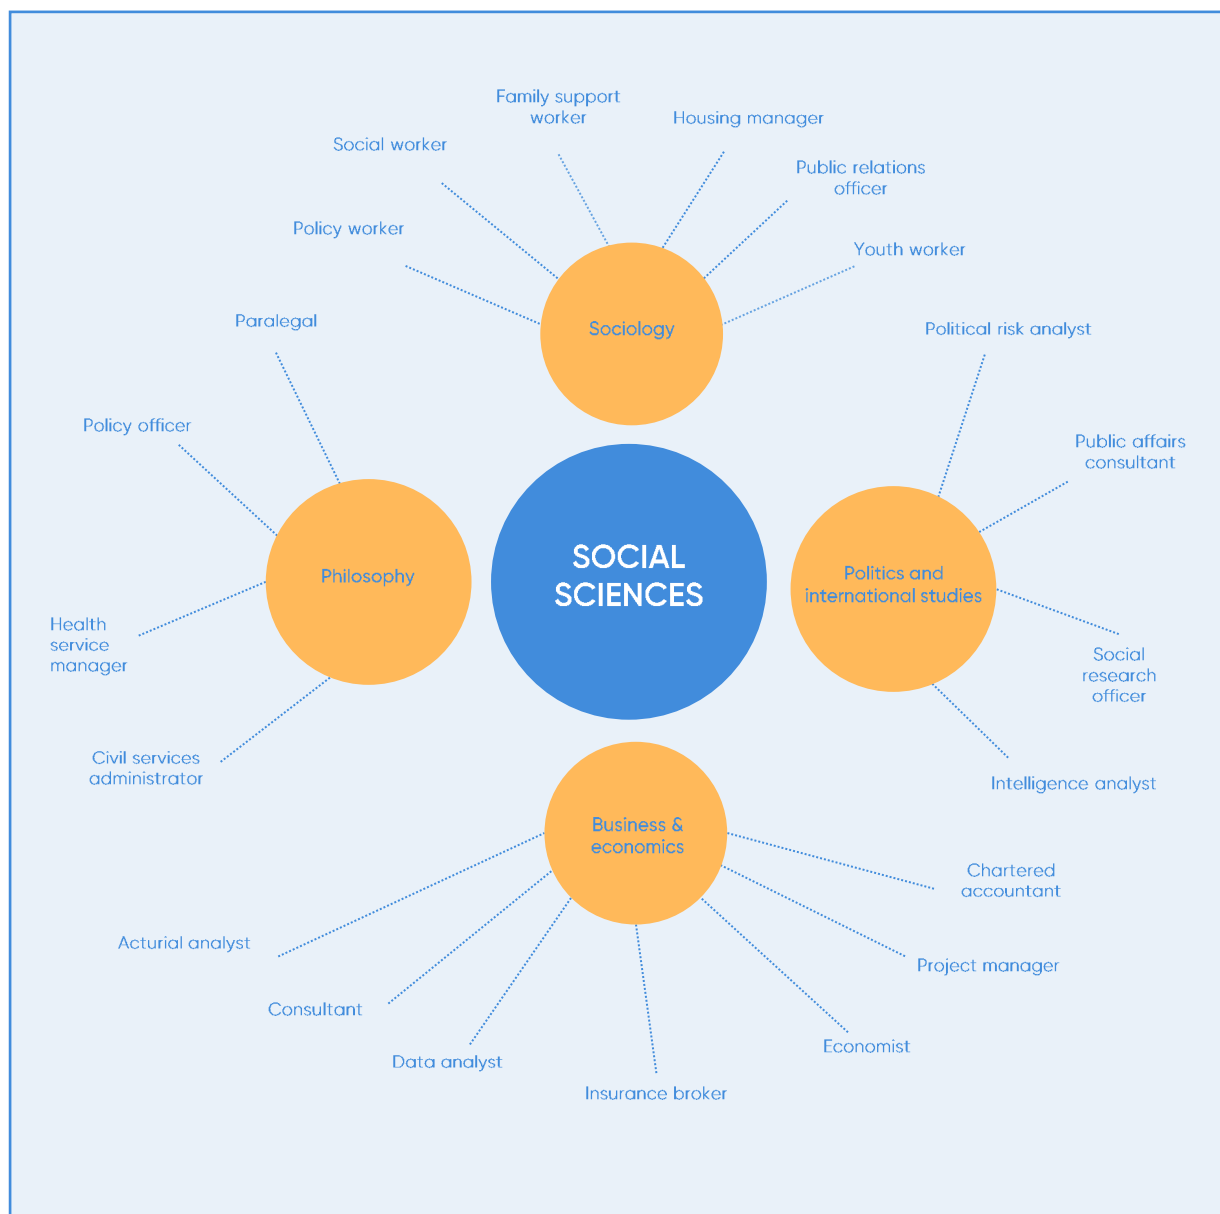 Family support
worker
Housing manager
Social worker
Public relations
officer
Policy worker
Youth worker
Sociology
Paralegal
Political risk analyst
Policy officer
Public affairs
consultant
Philosophy
SOCIAL
SCIENCES
Politics and
international studies
Health
service
manager
Social
research
officer
Civil services
administrator
Intelligence analyst
Business &
economics
Chartered
accountant
Acturial analyst
Project manager
Consultant
Economist
Data analyst
Insurance broker